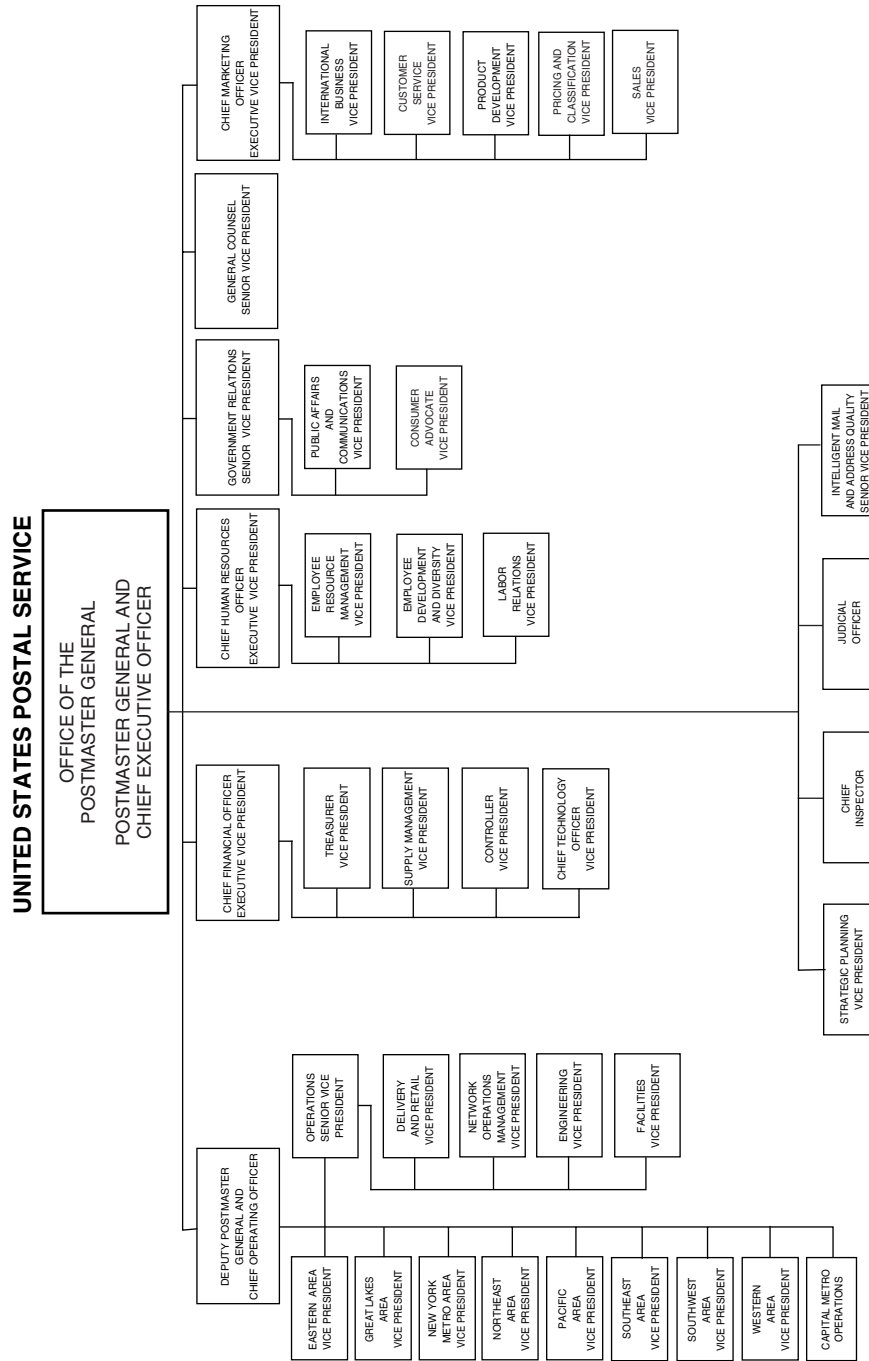 UNITED STATES POSTAL SERVICE
OFFICE OF THE
POSTMASTER GENERAL
POSTMASTER GENERAL AND
CHIEF EXECUTIVE OFFICER
DEPUTY POSTMASTER
GENERAL AND
CHIEF OPERATING OFFICER
CHIEF FINANCIAL OFFICER
EXECUTIVE VICE PRESIDENT
CHIEF HUMAN RESOURCES
OFFICER
EXECUTIVE VICE PRESIDENT
GOVERNMENT RELATIONS
SENIOR VICE PRESIDENT
GENERAL COUNSEL
SENIOR VICE PRESIDENT
CHIEF MARKETING
OFFICER
EXECUTIVE VICE PRESIDENT
EASTERN AREA
VICE PRESIDENT
GREAT LAKES
AREA
VICE PRESIDENT
NEW YORK
METRO AREA
VICE PRESIDENT
NORTHEAST
AREA
VICE PRESIDENT
PACIFIC
AREA
VICE PRESIDENT
SOUTHEAST
AREA
VICE PRESIDENT
SOUTHWEST
AREA
VICE PRESIDENT
WESTERN
AREA
VICE PRESIDENT
CAPITAL METRO
OPERATIONS
OPERATIONS
SENIOR VICE
PRESIDENT
DELIVERY
AND RETAIL
VICE PRESIDENT
NETWORK
OPERATIONS
MANAGEMENT
VICE PRESIDENT
ENGINEERING
VICE PRESIDENT
FACILITIES
VICE PRESIDENT
TREASURER
VICE PRESIDENT
SUPPLY MANAGEMENT
VICE PRESIDENT
CONTROLLER
VICE PRESIDENT
CHIEF TECHNOLOGY
OFFICER
VICE PRESIDENT
EMPLOYEE
RESOURCE
MANAGEMENT
VICE PRESIDENT
EMPLOYEE
DEVELOPMENT
AND DIVERSITY
VICE PRESIDENT
LABOR
RELATIONS
VICE PRESIDENT
PUBLIC AFFAIRS
AND
COMMUNICATIONS
VICE PRESIDENT
CONSUMER
ADVOCATE
VICE PRESIDENT
INTERNATIONAL
BUSINESS
VICE PRESIDENT
CUSTOMER
SERVICE
VICE PRESIDENT
PRODUCT
DEVELOPMENT
VICE PRESIDENT
PRICING AND
CLASSIFICATION
VICE PRESIDENT
SALES
VICE PRESIDENT
STRATEGIC PLANNING
VICE PRESIDENT
CHIEF
INSPECTOR
JUDICIAL
OFFICER
INTELLIGENT MAIL
AND ADDRESS QUALITY
SENIOR VICE PRESIDENT